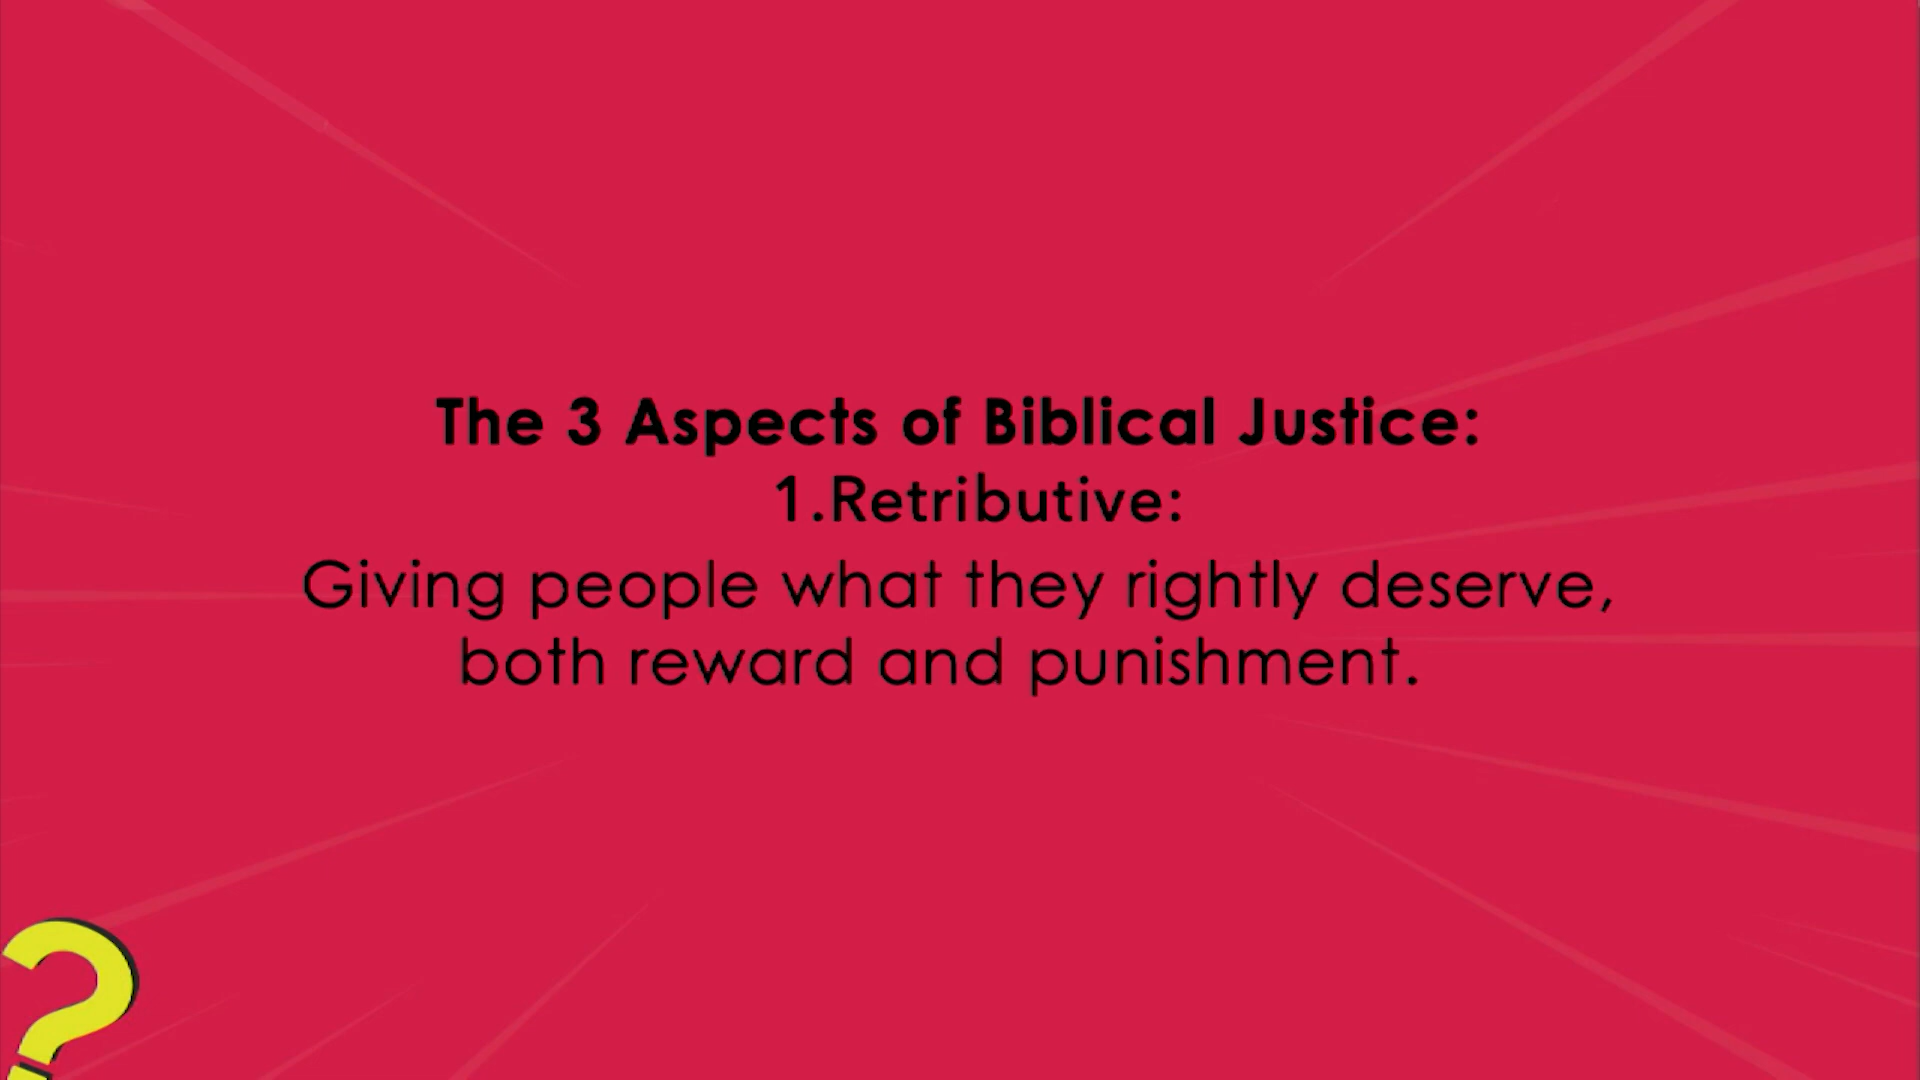 The 3 Aspects of Biblical Justice:
1.Retributive:
Giving people what they rightly deserve,
both reward and punishment.
?